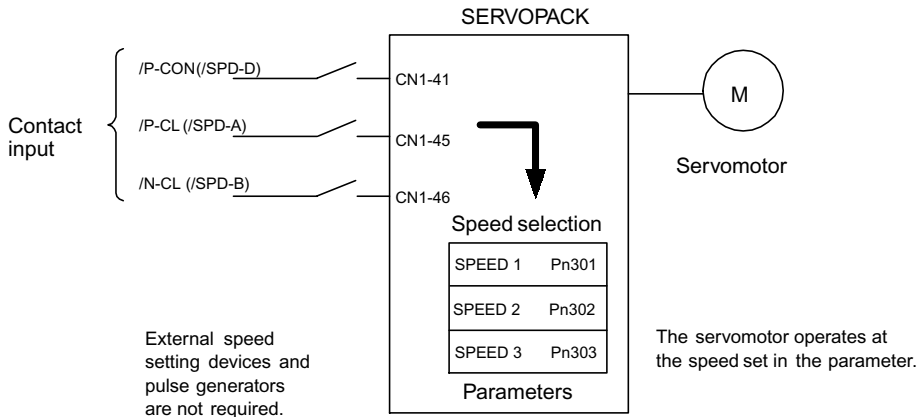 SERVOPACK
/P-CON(/SPD-D)
CN1-41
/P-CL (/SPD-A)
CN1-45
/N-CL (/SPD-B)
CN1-46
Contact
input
M
Servomotor
Speed selection
SPEED 1 Pn301
SPEED 2 Pn302
SPEED 3 Pn303
Parameters
External speed
setting devices and
pulse generators
are not required.
The servomotor operates at
the speed set in the parameter.